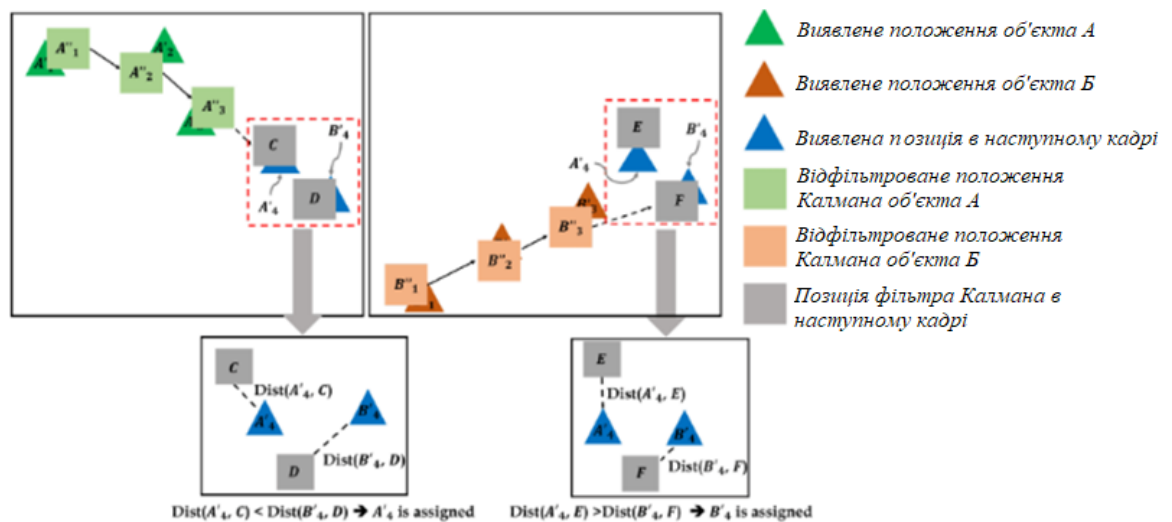 A''₁
A'₂
A''₂
A''₃
C
B'₄
D
A'₄
E
B'₄
A'₄
F
B''₃
B''₂
B''₁
Виявлене положення об'єкта А
Виявлене положення об'єкта Б
Виявлена позиція в наступному кадрі
Відфільтроване положення
Калмана об'єкта А
Відфільтроване положення
Калмана об'єкта Б
Позиція фільтра Калмана в
наступному кадрі
C
Dist(A'₄, C)
A'₄
B'₄
Dist(B'₄, D)
D
Dist(A'₄, C) < Dist(B'₄, D) ➔ A'₄ is assigned
E
Dist(A'₄, E)
A'₄
B'₄
Dist(B'₄, F)
F
Dist(A'₄, E) >Dist(B'₄, F) ➔ B'₄ is assigned